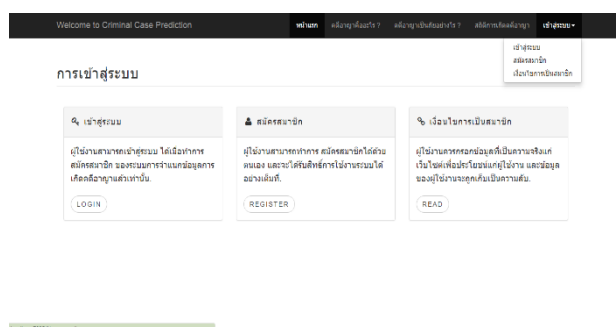 Welcome to Criminal Case Prediction หน้าแรก คดีอาญาคืออะไร ? คดีอาญาเป็นภัยอย่างไร ? สถิติการเกิดคดีอาญา เข้าสู่ระบบ
เข้าสู่ระบบ
สมัครสมาชิก
เงื่อนไขการเป็นสมาชิก
การเข้าสู่ระบบ
เข้าสู่ระบบ
ผู้ใช้งานสามารถเข้าสู่ระบบ ได้เมื่อทำการ
สมัครสมาชิก ของระบบการจำแนกข้อมูลการ
เกิดคดีอาญาแล้วเท่านั้น.
LOGIN
สมัครสมาชิก
ผู้ใช้งานสามารถทำการ สมัครสมาชิกได้ด้วย
ตนเอง และจะได้รับสิทธิ์การใช้งานระบบได้
อย่างเต็มที่.
REGISTER
เงื่อนไขการเป็นสมาชิก
ผู้ใช้งานควรกรอกข้อมูลที่เป็นความจริงแก่
เว็บไซต์เพื่อประโยชน์แก่ผู้ใช้งาน และข้อมูล
ของผู้ใช้งานจะถูกเก็บเป็นความลับ.
READ